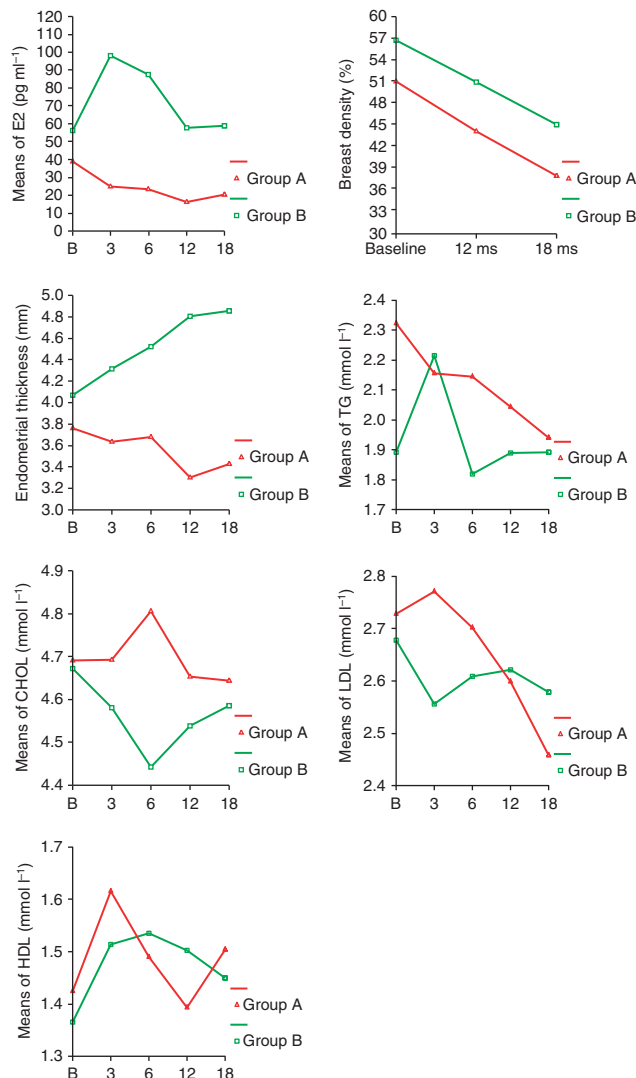 Means of E2 (pg ml⁻¹)
120
110
100
90
80
70
60
50
40
30
20
10
0
B 3 6 12 18
Group A
Group B
Breast density (%)
60
57
54
51
48
45
42
39
36
33
30
Baseline 12 ms 18 ms
Group A
Group B
Endometrial thickness (mm)
5.0
4.8
4.6
4.4
4.2
4.0
3.8
3.6
3.4
3.2
3.0
B 3 6 12 18
Group A
Group B
Means of TG (mmol l⁻¹)
2.4
2.3
2.2
2.1
2.0
1.9
1.8
1.7
B 3 6 12 18
Group A
Group B
Means of CHOL (mmol l⁻¹)
4.9
4.8
4.7
4.6
4.5
4.4
B 3 6 12 18
Group A
Group B
Means of LDL (mmol l⁻¹)
2.8
2.7
2.6
2.5
2.4
B 3 6 12 18
Group A
Group B
Means of HDL (mmol l⁻¹)
1.7
1.6
1.5
1.4
1.3
B 3 6 12 18
Group A
Group B